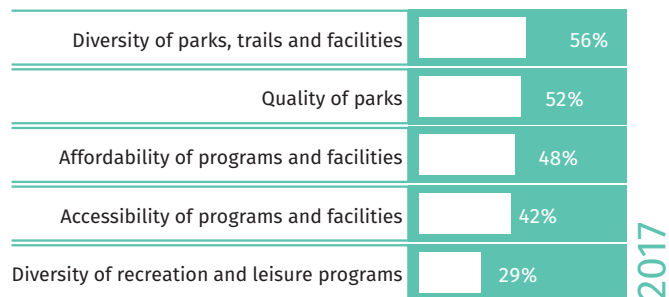 Diversity of parks, trails and facilities 56%
Quality of parks 52%
Affordability of programs and facilities 48%
Accessibility of programs and facilities 42%
Diversity of recreation and leisure programs 29%
2017